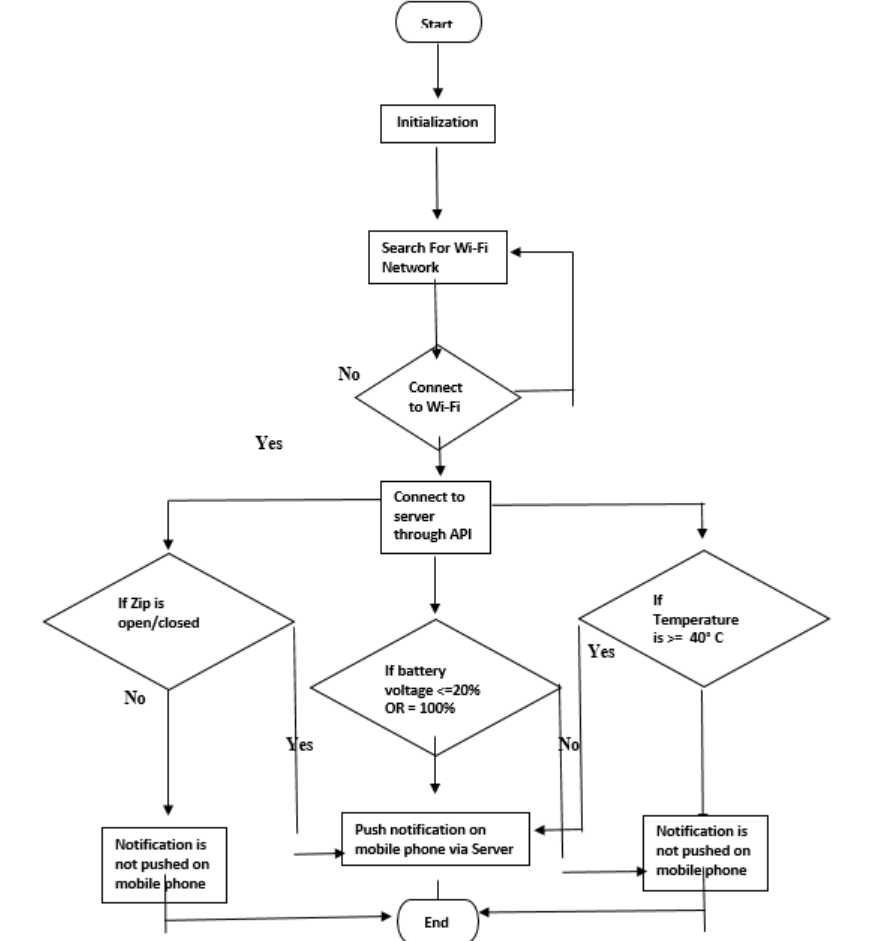 Start
Initialization
Search For Wi-Fi
Network
No
Connect
to Wi-Fi
Yes
Connect to
server
through API
If Zip is
open/closed
No
Yes
If battery
voltage <=20%
OR = 100%
If
Temperature
is >=  40° C
Yes
No
Notification is
not pushed on
mobile phone
Push notification on
mobile phone via Server
Notification is
not pushed on
mobile phone
End